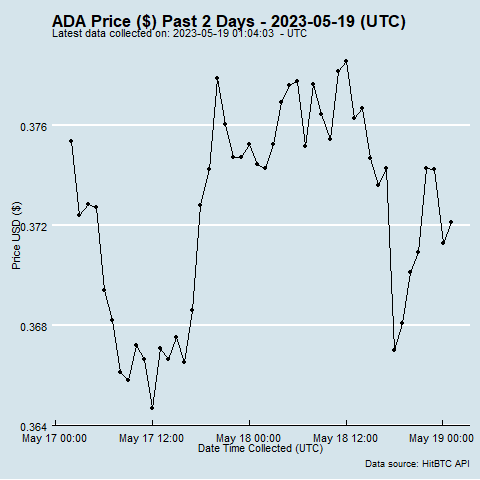 ADA Price ($) Past 2 Days - 2023-05-19 (UTC)
Latest data collected on: 2023-05-19 01:04:03  - UTC
0.376
0.372
0.368
0.364
Price USD ($)
May 17 00:00
May 17 12:00
May 18 00:00
May 18 12:00
May 19 00:00
Date Time Collected (UTC)
Data source: HitBTC API